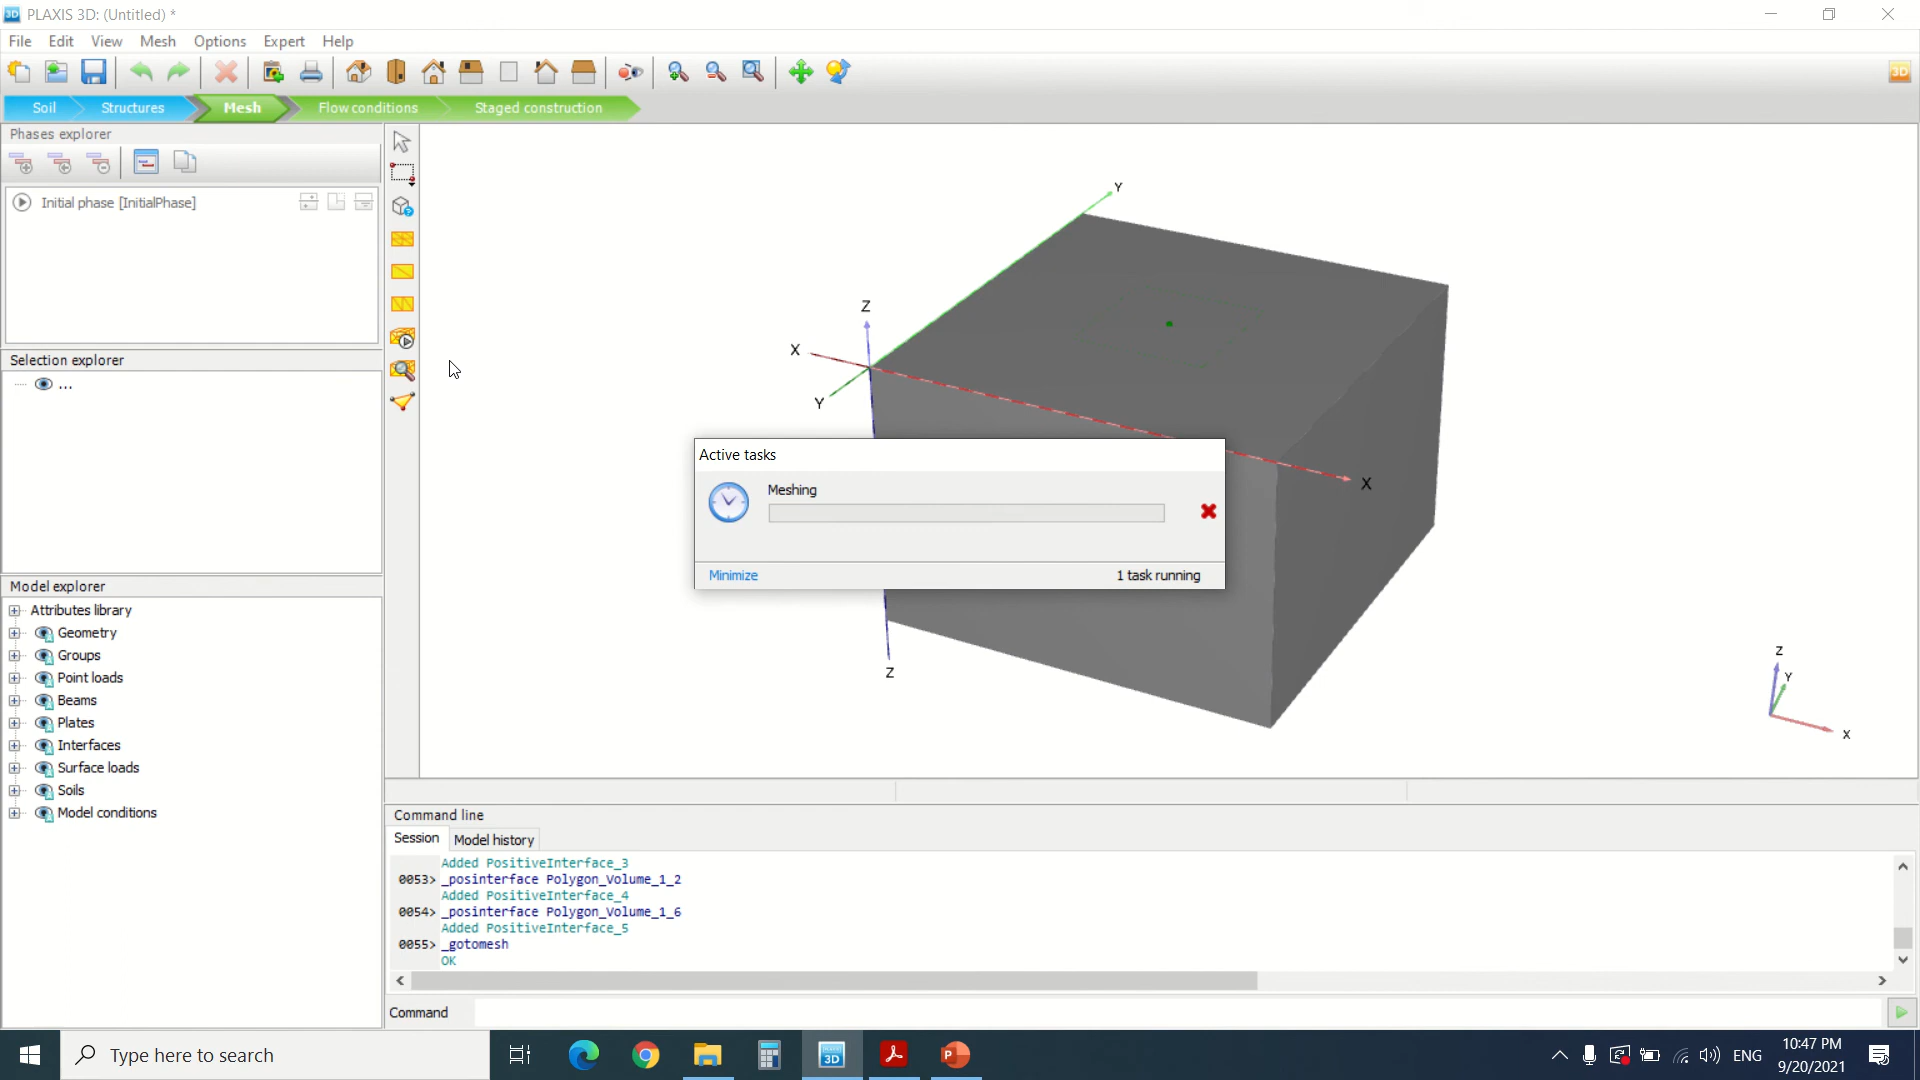 PLAXIS 3D: (Untitled) *
File Edit View Mesh Options Expert Help
Soil Structures Mesh Flow conditions Staged construction
Phases explorer
Initial phase [InitialPhase]
Selection explorer
...
Model explorer
Attributes library
Geometry
Groups
Point loads
Beams
Plates
Interfaces
Surface loads
Soils
Model conditions
Y
Z
X
Y
X
Z
Active tasks
Meshing
Minimize 1 task running
Z
Y
X
3D
Command line
Session Model history
Added PositiveInterface_3
0053> _posinterface Polygon_Volume_1_2
Added PositiveInterface_4
0054> _posinterface Polygon_Volume_1_6
Added PositiveInterface_5
0055> _gotomesh
OK
Command
Type here to search
3D
ENG
10:47 PM
9/20/2021